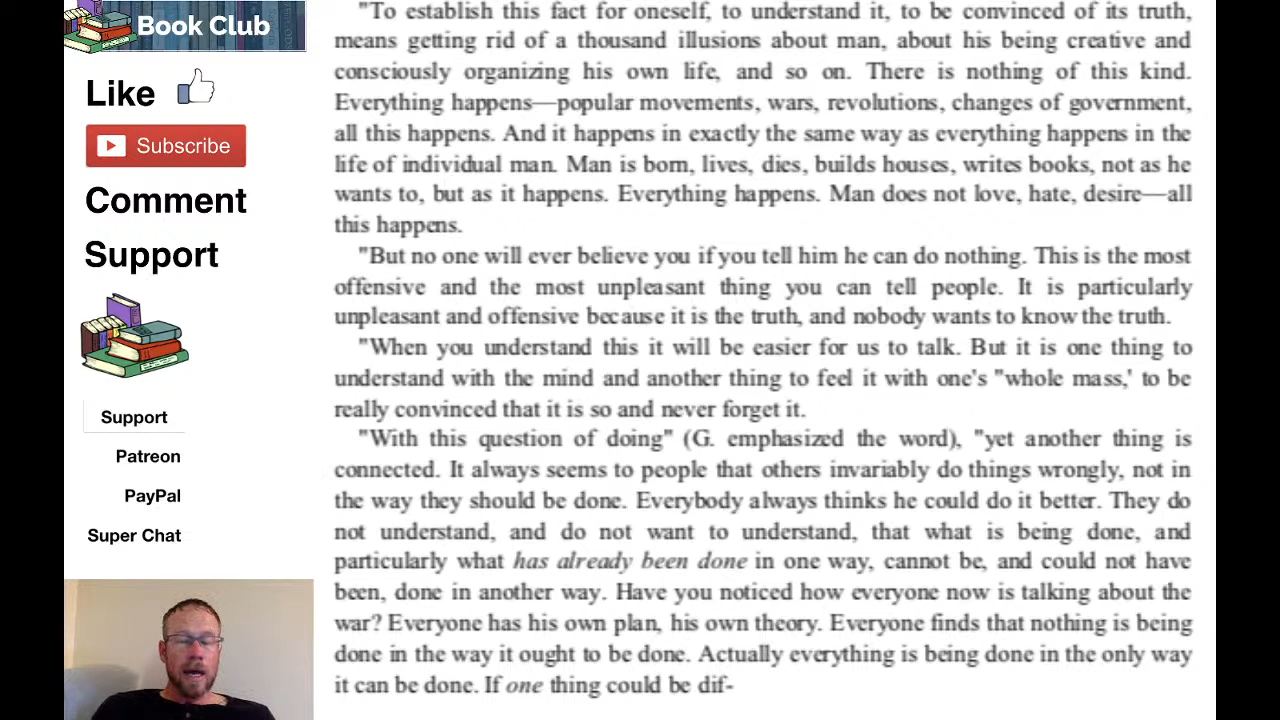 Book Club
Like
Subscribe
Comment
Support
Support
Patreon
PayPal
Super Chat
"To establish this fact for oneself, to understand it, to be convinced of its truth,
means getting rid of a thousand illusions about man, about his being creative and
consciously organizing his own life, and so on. There is nothing of this kind.
Everything happens—popular movements, wars, revolutions, changes of government,
all this happens. And it happens in exactly the same way as everything happens in the
life of individual man. Man is born, lives, dies, builds houses, writes books, not as he
wants to, but as it happens. Everything happens. Man does not love, hate, desire—all
this happens.
"But no one will ever believe you if you tell him he can do nothing. This is the most
offensive and the most unpleasant thing you can tell people. It is particularly
unpleasant and offensive because it is the truth, and nobody wants to know the truth.
"When you understand this it will be easier for us to talk. But it is one thing to
understand with the mind and another thing to feel it with one's "whole mass,' to be
really convinced that it is so and never forget it.
"With this question of doing" (G. emphasized the word), "yet another thing is
connected. It always seems to people that others invariably do things wrongly, not in
the way they should be done. Everybody always thinks he could do it better. They do
not understand, and do not want to understand, that what is being done, and
particularly what has already been done in one way, cannot be, and could not have
been, done in another way. Have you noticed how everyone now is talking about the
war? Everyone has his own plan, his own theory. Everyone finds that nothing is being
done in the way it ought to be done. Actually everything is being done in the only way
it can be done. If one thing could be dif-